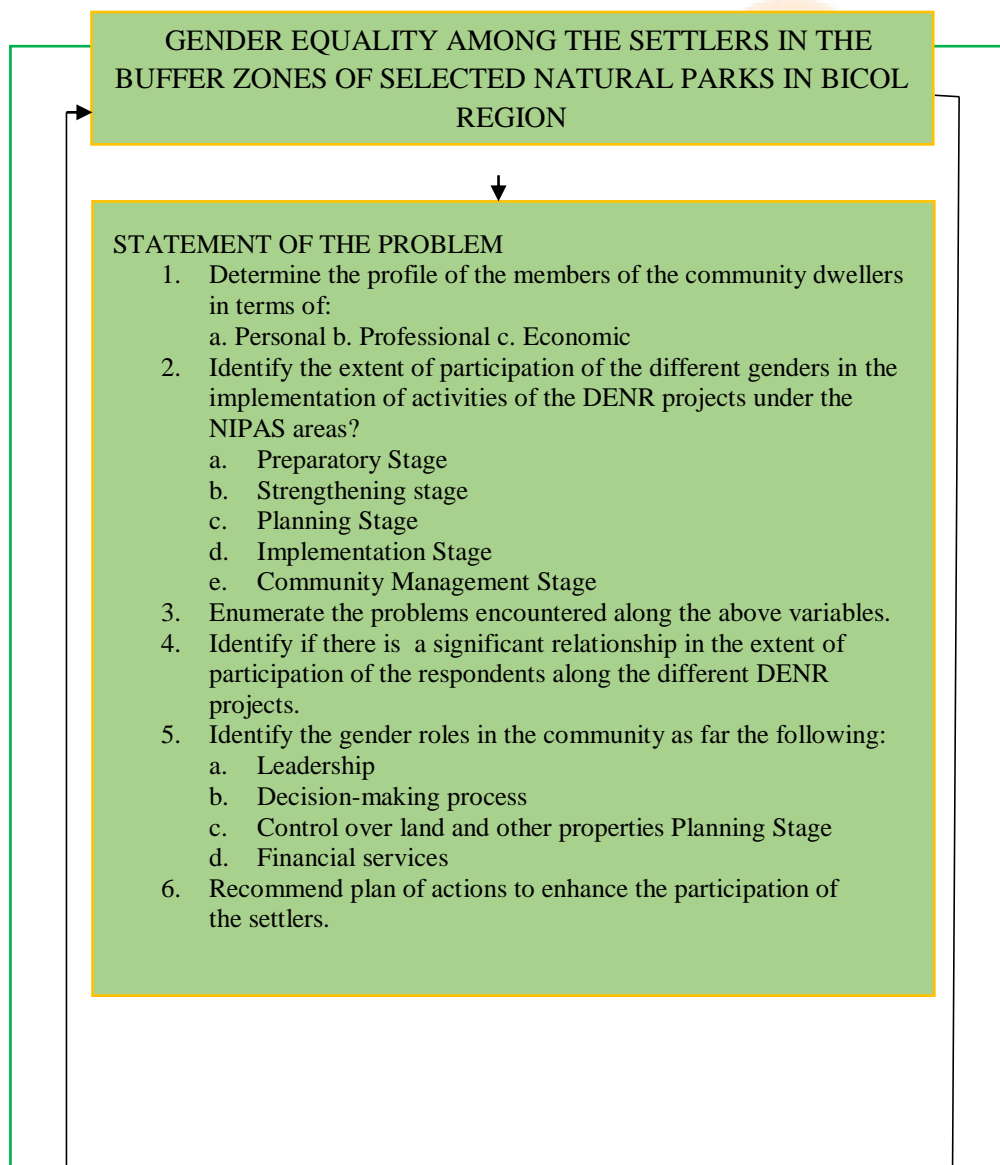 GENDER EQUALITY AMONG THE SETTLERS IN THE
BUFFER ZONES OF SELECTED NATURAL PARKS IN BICOL
REGION
STATEMENT OF THE PROBLEM
1. Determine the profile of the members of the community dwellers
in terms of:
a. Personal b. Professional c. Economic
2. Identify the extent of participation of the different genders in the
implementation of activities of the DENR projects under the
NIPAS areas?
a. Preparatory Stage
b. Strengthening stage
c. Planning Stage
d. Implementation Stage
e. Community Management Stage
3. Enumerate the problems encountered along the above variables.
4. Identify if there is a significant relationship in the extent of
participation of the respondents along the different DENR
projects.
5. Identify the gender roles in the community as far the following:
a. Leadership
b. Decision-making process
c. Control over land and other properties Planning Stage
d. Financial services
6. Recommend plan of actions to enhance the participation of
the settlers.